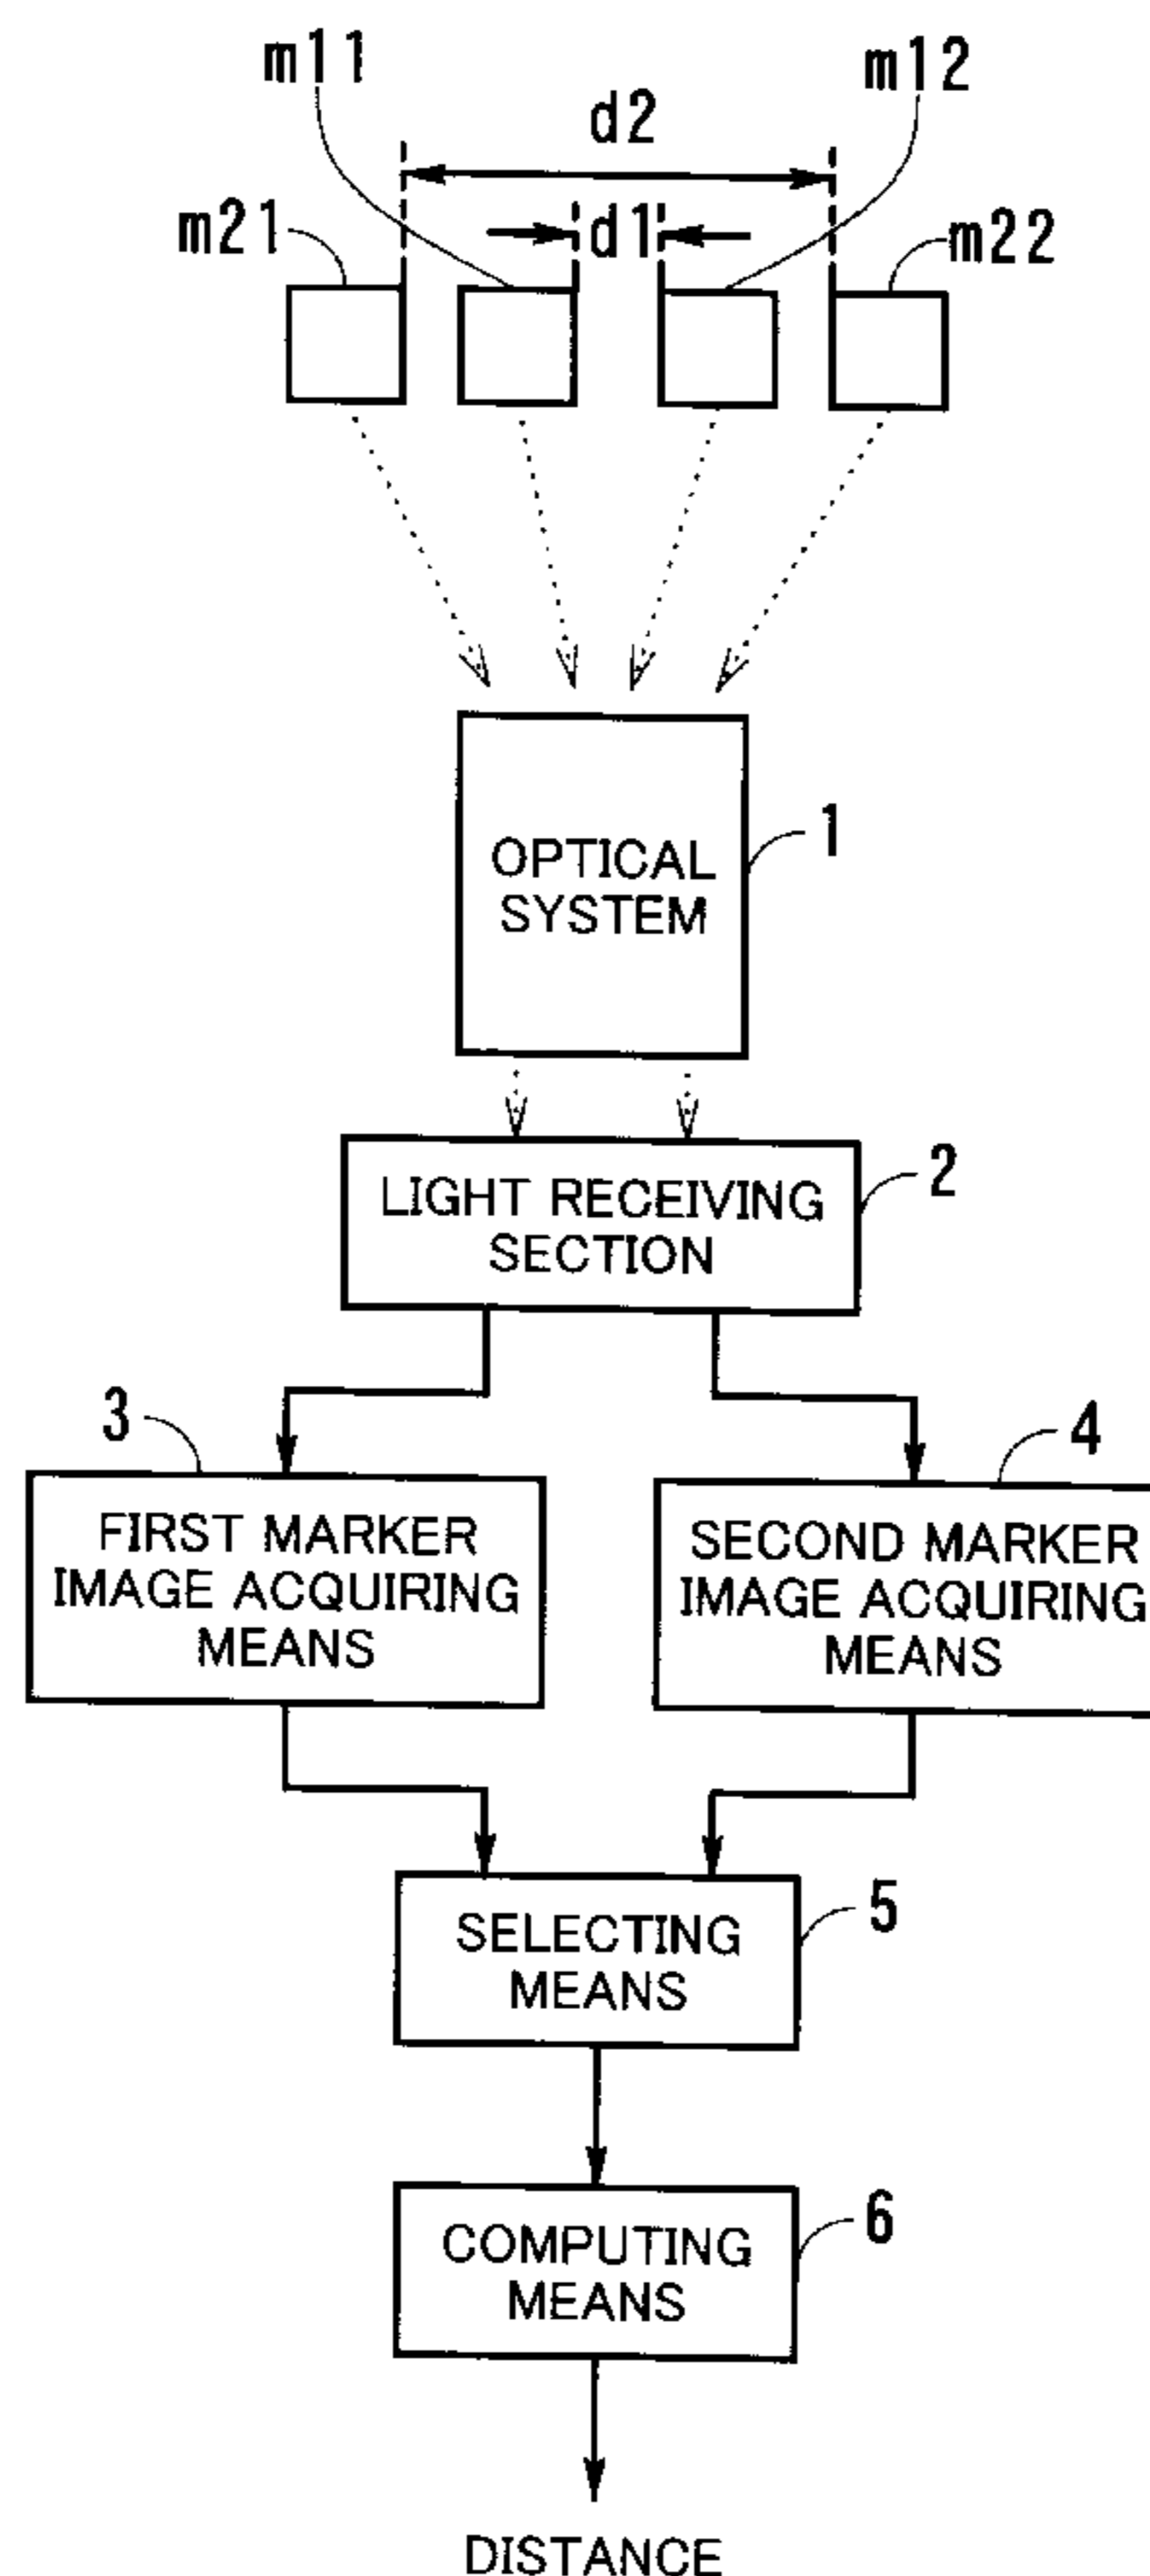 m11
m12
d2
m21
d1
m22
1
OPTICAL
SYSTEM
2
LIGHT RECEIVING
SECTION
3
4
FIRST MARKER
IMAGE ACQUIRING
MEANS
SECOND MARKER
IMAGE ACQUIRING
MEANS
5
SELECTING
MEANS
6
COMPUTING
MEANS
DISTANCE